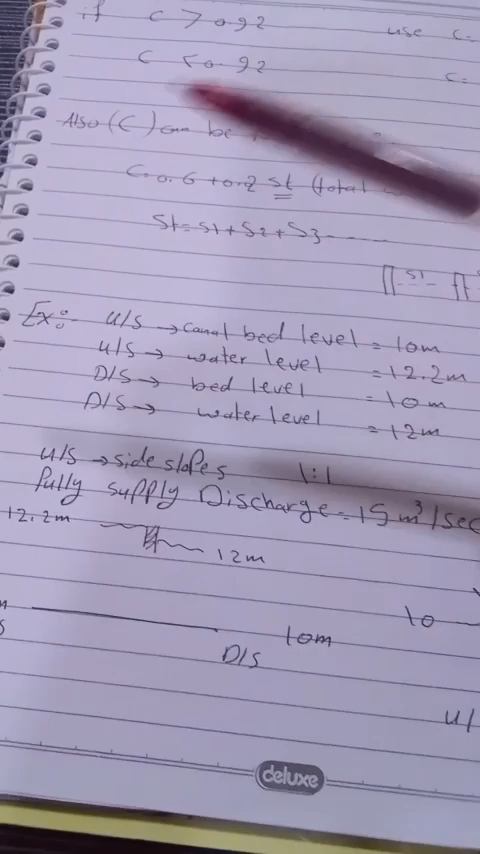 if C > 0.92 use C=
C < 0.92 C=
Also (C) can be
C=0.6+0.2 st (total
St=S1+S2+S3-----
S1
Ex:- U/S → Canal bed level = 10m
U/S → water level = 12.2m
D/S → bed level = 10m
D/S → water level = 12m
U/S → side slopes 1:1
fully supply Discharge = 15m³/sec
12.2m
12m
10
10m
D/S
U/
deluxe